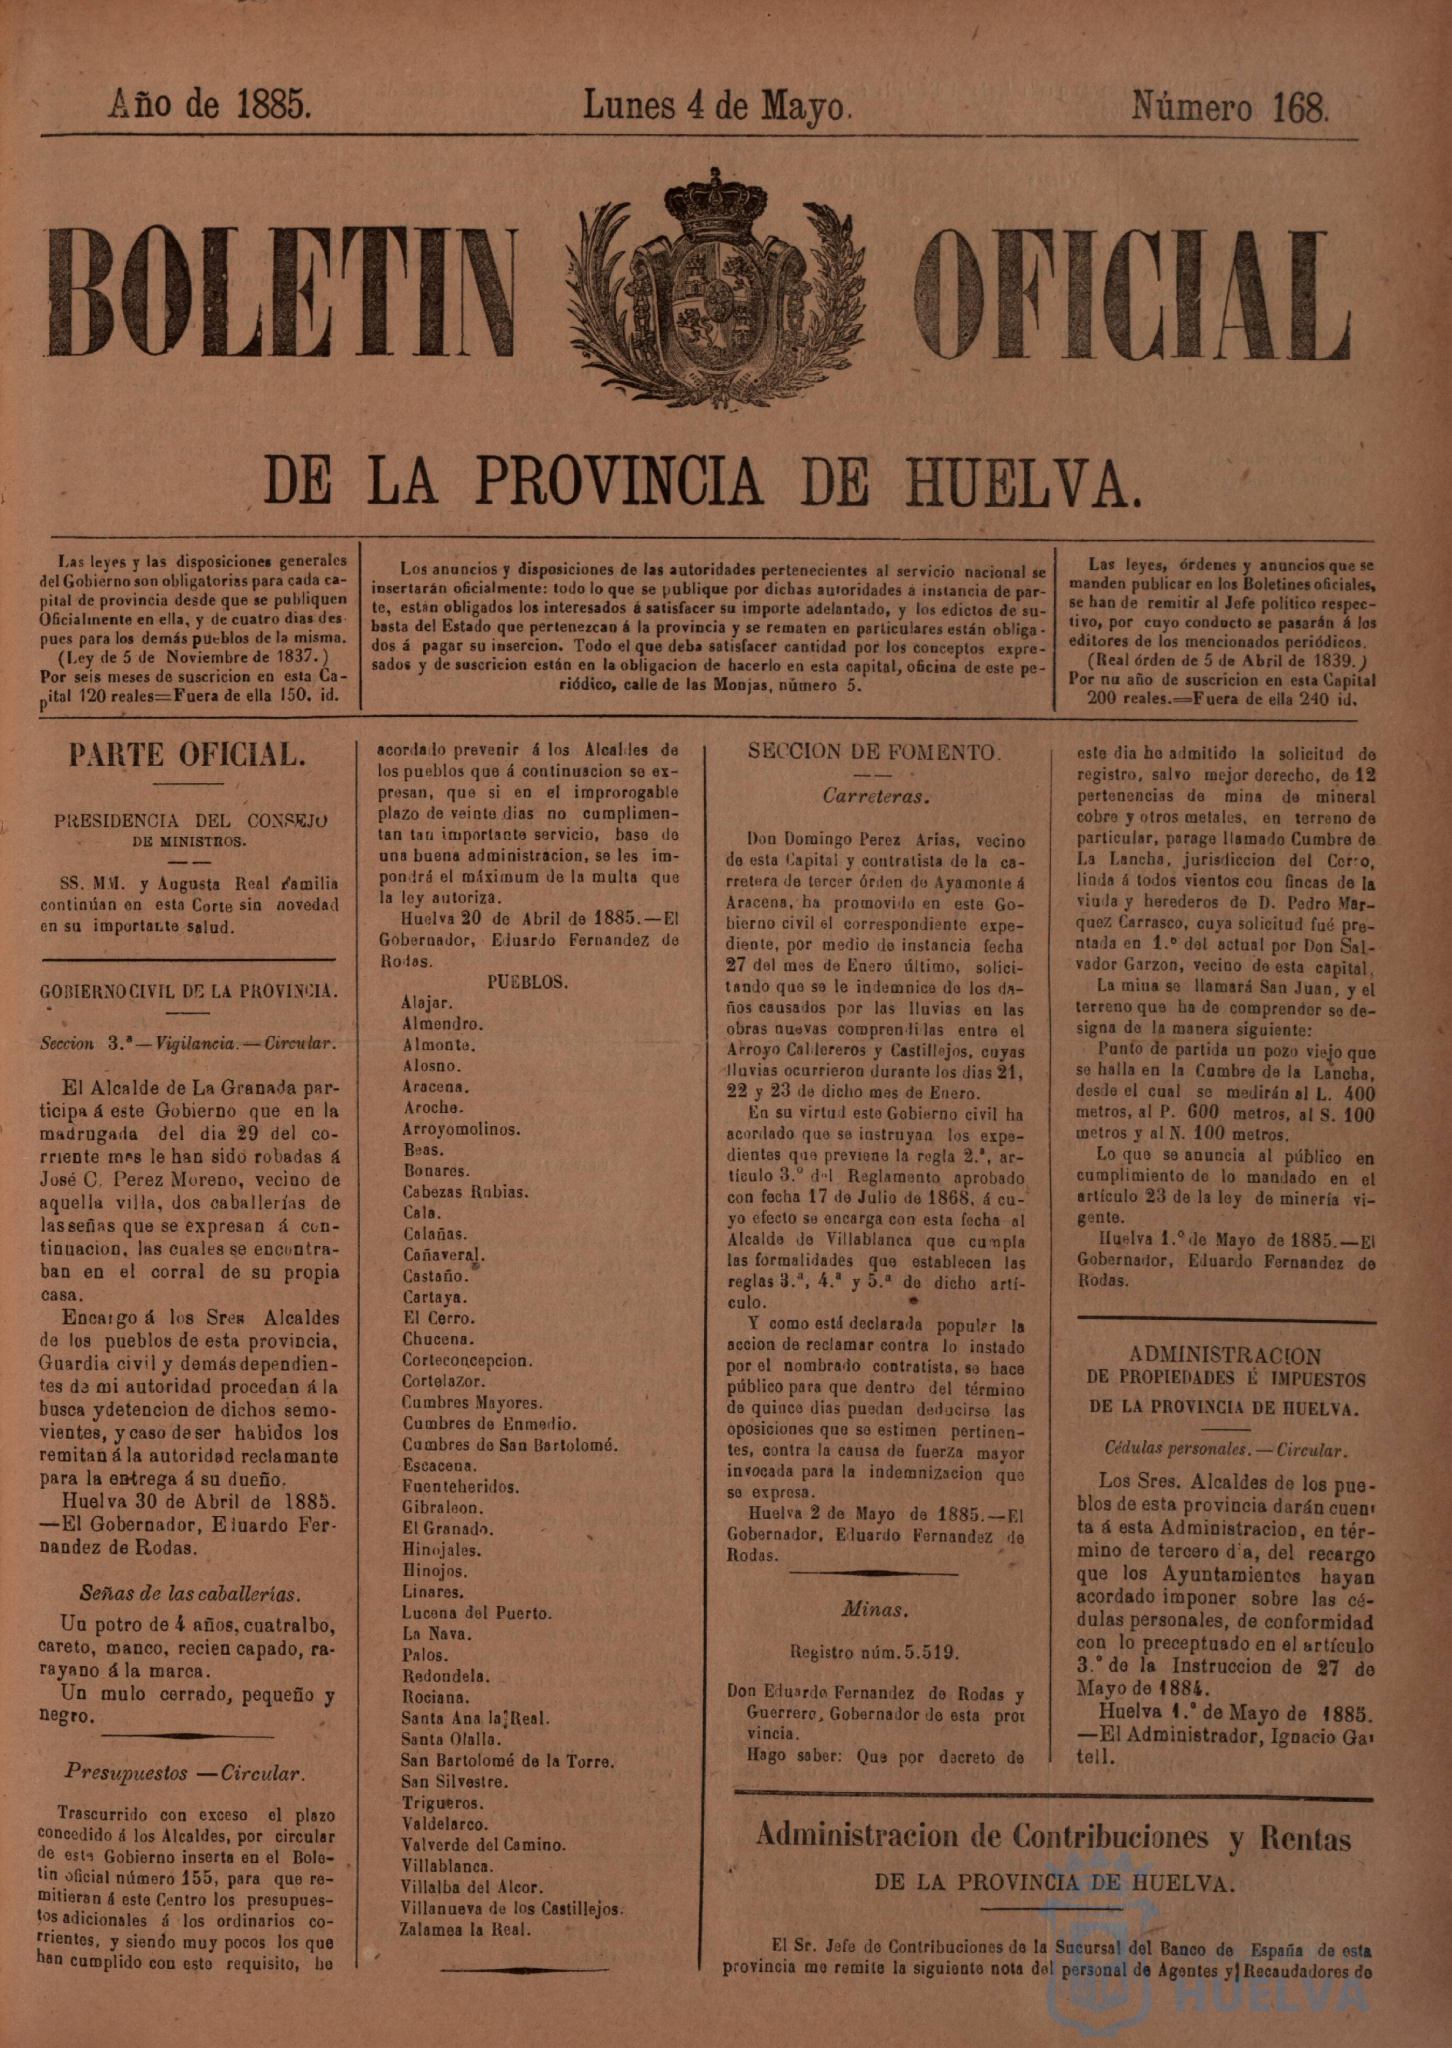 Año de 1885.
Lunes 4 de Mayo.
Número 168.
BOLETIN OFICIAL
DE LA PROVINCIA DE HUELVA.
Las leyes y las disposiciones generales
del Gobierno son obligatorias para cada ca-
pital de provincia desde que se publiquen
Oficialmente en ella, y de cuatro dias des-
pues para los demás pueblos de la misma.
(Ley de 5 de Noviembre de 1837.)
Por seis meses de suscricion en esta Ca-
pital 120 reales=Fuera de ella 150. id.
Los anuncios y disposiciones de las autoridades pertenecientes al servicio nacional se
insertarán oficialmente: todo lo que se publique por dichas autoridades á instancia de par-
te, están obligados los interesados á satisfacer su importe adelantado, y los edictos de su-
basta del Estado que pertenezcan á la provincia y se rematen en particulares están obliga-
dos á pagar su insercion. Todo el que deba satisfacer cantidad por los conceptos expre-
sados y de suscricion están en la obligacion de hacerlo en esta capital, oficina de este pe-
riódico, calle de las Monjas, número 5.
Las leyes, órdenes y anuncios que se
manden publicar en los Boletines oficiales,
se han de remitir al Jefe político respec-
tivo, por cuyo conducto se pasarán á los
editores de los mencionados periódicos.
(Real órden de 5 de Abril de 1839.)
Por nu año de suscricion en esta Capital
200 reales.=Fuera de ella 240 id.
PARTE OFICIAL.
PRESIDENCIA DEL CONSEJO
DE MINISTROS.
SS. MM. y Augusta Real Familia
continúan en esta Corte sin novedad
en su importante salud.
GOBIERNO CIVIL DE LA PROVINCIA.
Seccion 3.ª—Vigilancia.—Circular.
El Alcalde de La Granada par-
ticipa á este Gobierno que en la
madrugada del dia 29 del co-
rriente mes le han sido robadas á
José C. Perez Moreno, vecino de
aquella villa, dos caballerías de
las señas que se expresan á con-
tinuacion, las cuales se encontra-
ban en el corral de su propia
casa.
Encargo á los Sres Alcaldes
de los pueblos de esta provincia,
Guardia civil y demás dependien-
tes de mi autoridad procedan á la
busca y detencion de dichos semo-
vientes, y caso de ser habidos los
remitan á la autoridad reclamante
para la entrega á su dueño.
Huelva 30 de Abril de 1885.
—El Gobernador, Eduardo Fer-
nandez de Rodas.
Señas de las caballerías.
Un potro de 4 años, cuatralbo,
careto, manco, recien capado, ra-
rayano á la marca.
Un mulo cerrado, pequeño y
negro.
Presupuestos —Circular.
Trascurrido con exceso el plazo
concedido á los Alcaldes, por circular
de este Gobierno inserta en el Bole-
tin oficial número 155, para que re-
mitieran á este Centro los presupues-
tos adicionales á los ordinarios co-
rrientes, y siendo muy pocos los que
han cumplido con este requisito, he
acordado prevenir á los Alcaldes de
los pueblos que á continuacion se ex-
presan, que si en el improrogable
plazo de veinte dias no cumplimen-
tan tan importante servicio, base de
una buena administracion, se les im-
pondrá el máximum de la multa que
la ley autoriza.
Huelva 20 de Abril de 1885.—El
Gobernador, Eduardo Fernandez de
Rodas.
PUEBLOS.
Alajar.
Almendro.
Almonte.
Alosno.
Aracena.
Aroche.
Arroyomolinos.
Beas.
Bonares.
Cabezas Rubias.
Cala.
Calañas.
Cañaveral.
Castaño.
Cartaya.
El Cerro.
Chucena.
Corteconcepcion.
Cortelazor.
Cumbres Mayores.
Cumbres de Enmedio.
Cumbres de San Bartolomé.
Escacena.
Fuenteheridos.
Gibraleon.
El Granado.
Hinojales.
Hinojos.
Linares.
Lucena del Puerto.
La Nava.
Palos.
Redondela.
Rociana.
Santa Ana la Real.
Santa Olalla.
San Bartolomé de la Torre.
San Silvestre.
Trigueros.
Valdelarco.
Valverde del Camino.
Villablanca.
Villalba del Alcor.
Villanueva de los Castillejos.
Zalamea la Real.
SECCION DE FOMENTO.
Carreteras.
Don Domingo Perez Arias, vecino
de esta Capital y contratista de la ca-
rretera de tercer órden de Ayamonte á
Aracena, ha promovido en este Go-
bierno civil el correspondiente expe-
diente, por medio de instancia fecha
27 del mes de Enero último, solici-
tando que se le indemnice de los da-
ños causados por las lluvias en las
obras nuevas comprendidas entre el
Arroyo Caldereros y Castillejos, cuyas
lluvias ocurrieron durante los dias 21,
22 y 23 de dicho mes de Enero.
En su virtud este Gobierno civil ha
acordado que se instruyan los expe-
dientes que previene la regla 2.ª, ar-
tículo 3.º del Reglamento aprobado
con fecha 17 de Julio de 1868, á cu-
yo efecto se encarga con esta fecha al
Alcalde de Villablanca que cumpla
las formalidades que establecen las
reglas 3.ª, 4.ª y 5.ª de dicho artí-
culo.
Y como está declarada popular la
accion de reclamar contra lo instado
por el nombrado contratista, se hace
público para que dentro del término
de quince dias puedan deducirse las
oposiciones que se estimen pertinen-
tes, contra la causa de fuerza mayor
invocada para la indemnizacion que
se expresa.
Huelva 2 de Mayo de 1885.—El
Gobernador, Eduardo Fernandez de
Rodas.
Minas.
Registro núm. 5.519.
Don Eduardo Fernandez de Rodas y
Guerrero, Gobernador de esta pro
vincia.
Hago saber: Que por decreto de
este dia he admitido la solicitud de
registro, salvo mejor derecho, de 12
pertenencias de mina de mineral
cobre y otros metales, en terreno de
particular, parage llamado Cumbre de
La Lancha, jurisdiccion del Cerro,
linda á todos vientos con fincas de la
viuda y herederos de D. Pedro Mar-
quez Carrasco, cuya solicitud fué pre-
ntada en 1.º del actual por Don Sal-
vador Garzon, vecino de esta capital.
La mina se llamará San Juan, y el
terreno que ha de comprender se de-
signa de la manera siguiente:
Punto de partida un pozo viejo que
se halla en la Cumbre de la Lancha,
desde el cual se medirán al L. 400
metros, al P. 600 metros, al S. 100
metros y al N. 100 metros.
Lo que se anuncia al público en
cumplimiento de lo mandado en el
artículo 23 de la ley de minería vi-
gente.
Huelva 1.º de Mayo de 1885.—El
Gobernador, Eduardo Fernandez de
Rodas.
ADMINISTRACION
DE PROPIEDADES É IMPUESTOS
DE LA PROVINCIA DE HUELVA.
Cédulas personales.—Circular.
Los Sres. Alcaldes de los pue-
blos de esta provincia darán cuen
ta á esta Administracion, en tér-
mino de tercero dia, del recargo
que los Ayuntamientos hayan
acordado imponer sobre las cé-
dulas personales, de conformidad
con lo preceptuado en el artículo
3.º de la Instruccion de 27 de
Mayo de 1884.
Huelva 1.º de Mayo de 1885.
—El Administrador, Ignacio Gas
tell.
Administracion de Contribuciones y Rentas
DE LA PROVINCIA DE HUELVA.
El Sr. Jefe de Contribuciones de la Sucursal del Banco de España de esta
provincia me remite la siguiente nota del personal de Agentes y Recaudadores de
HUELVA